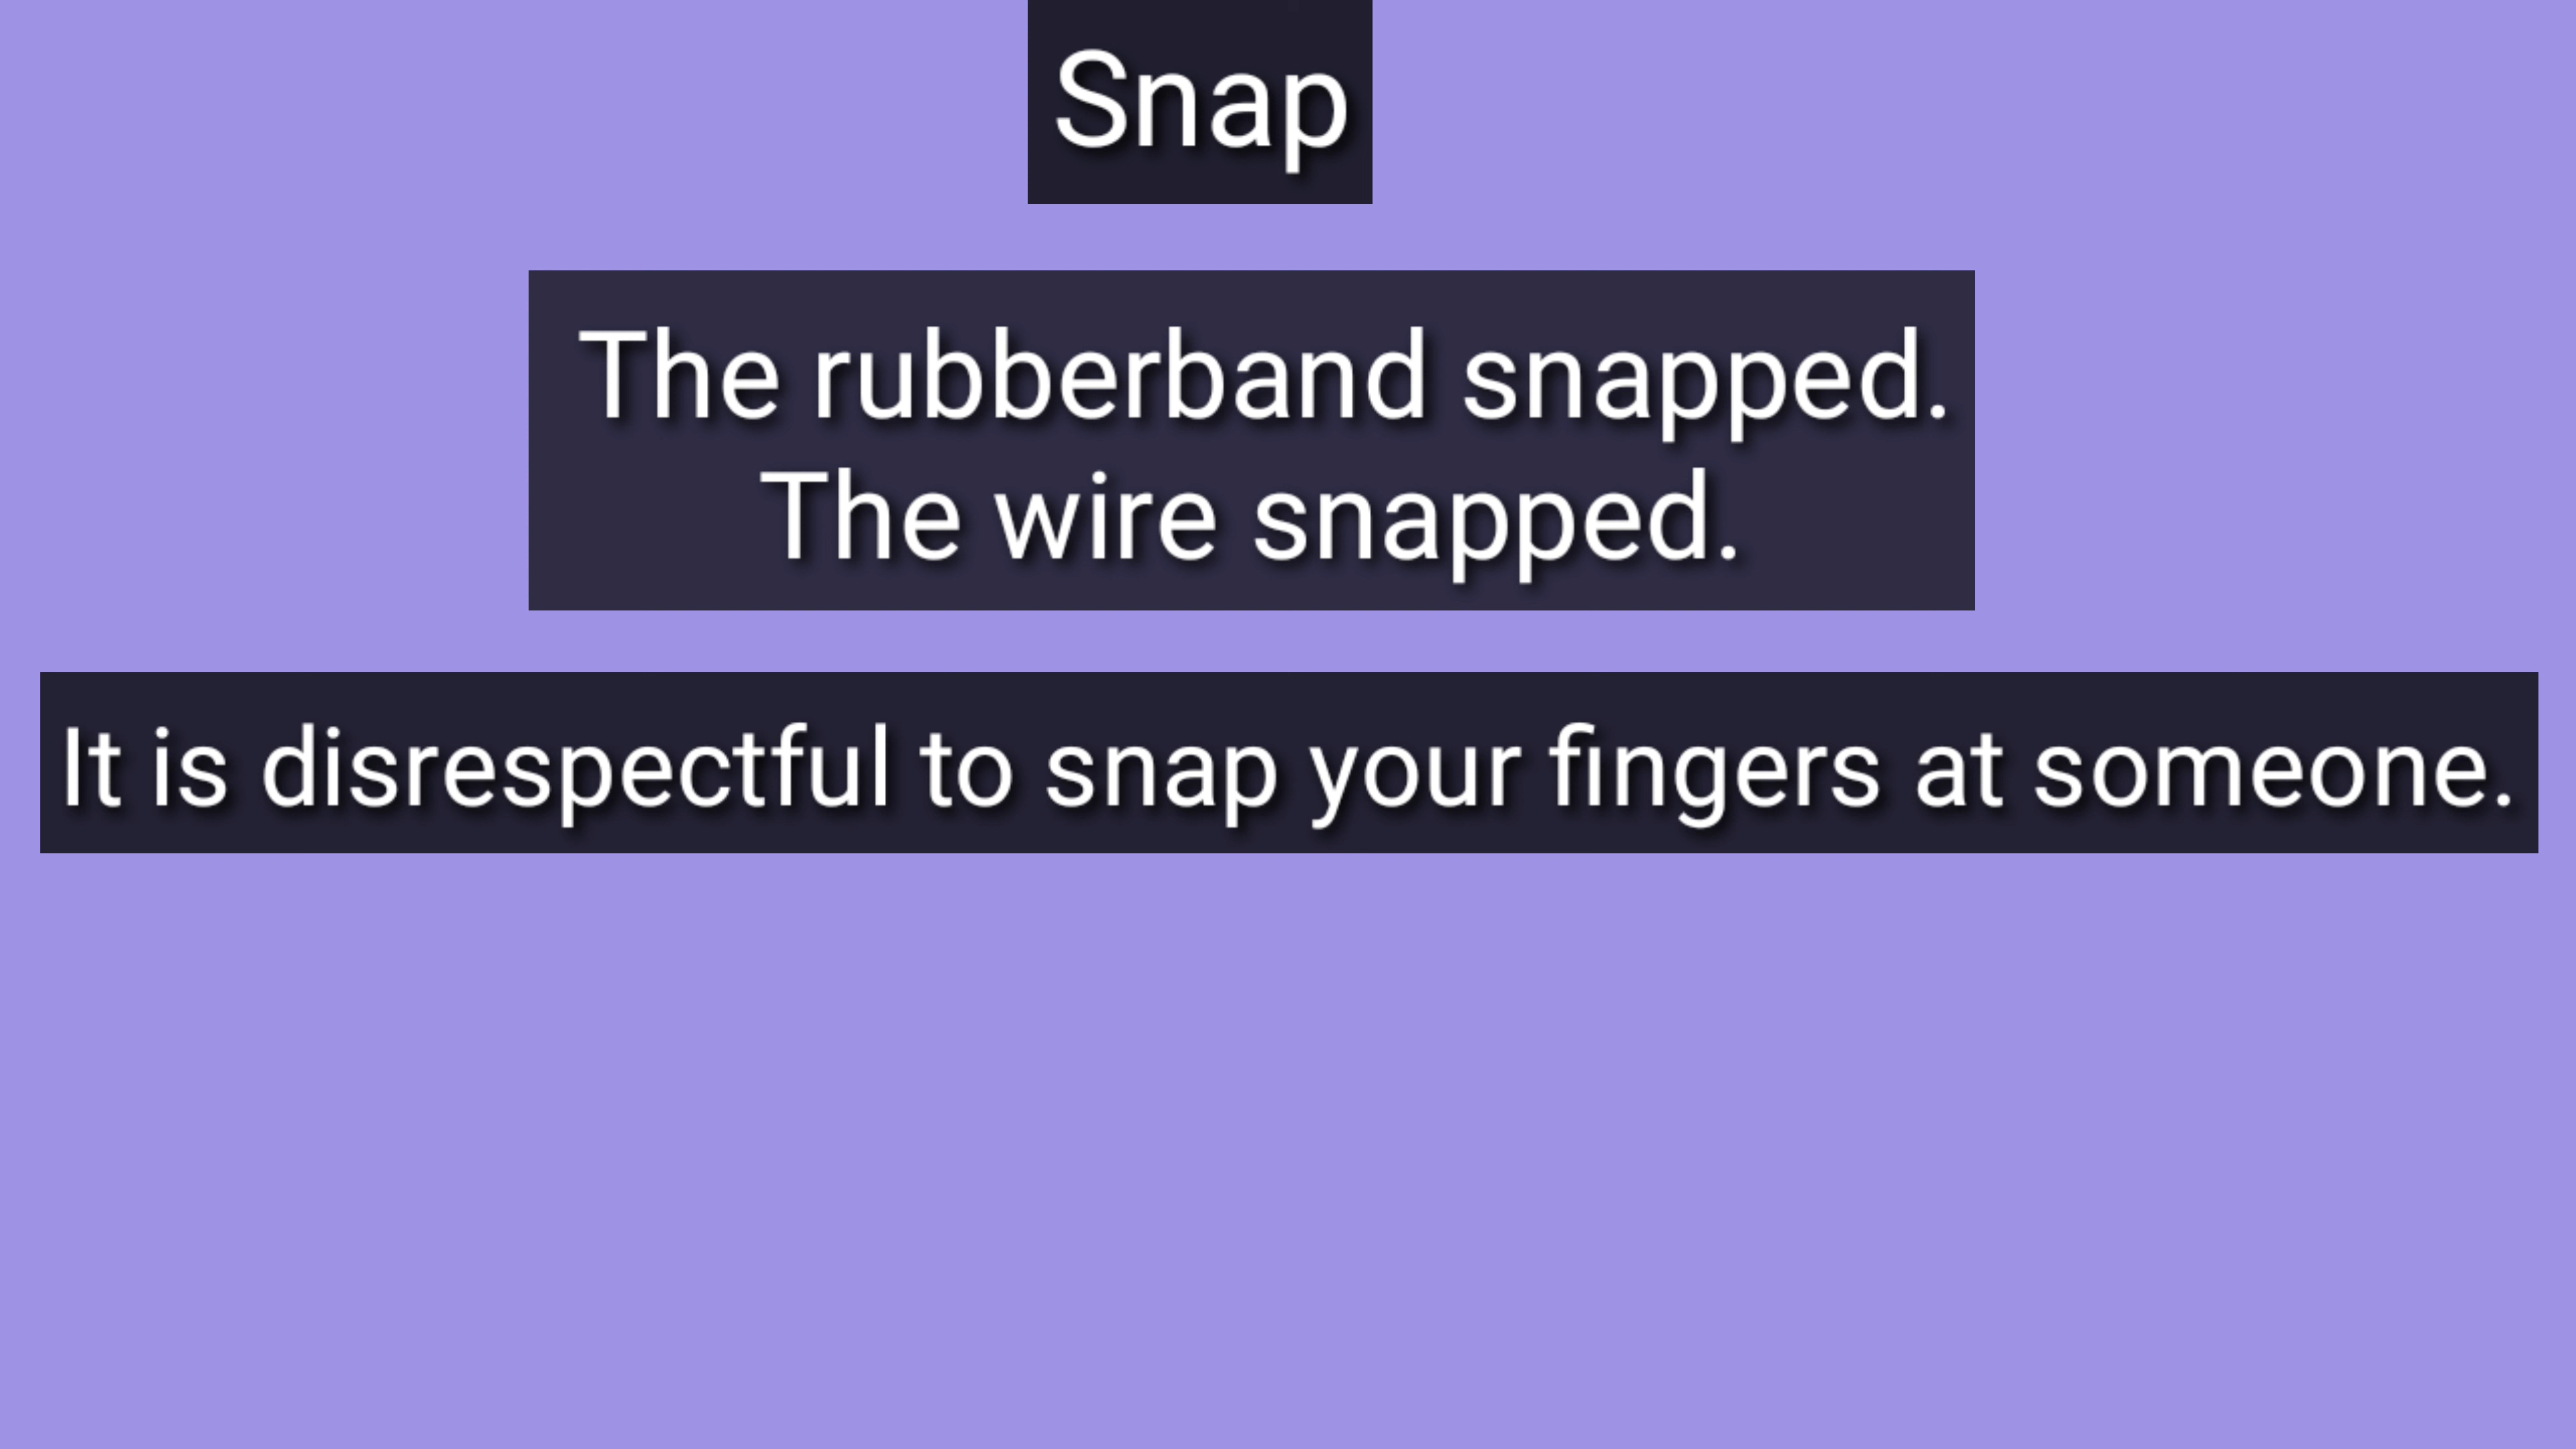 Snap
The rubberband snapped.
The wire snapped.
It is disrespectful to snap your fingers at someone.